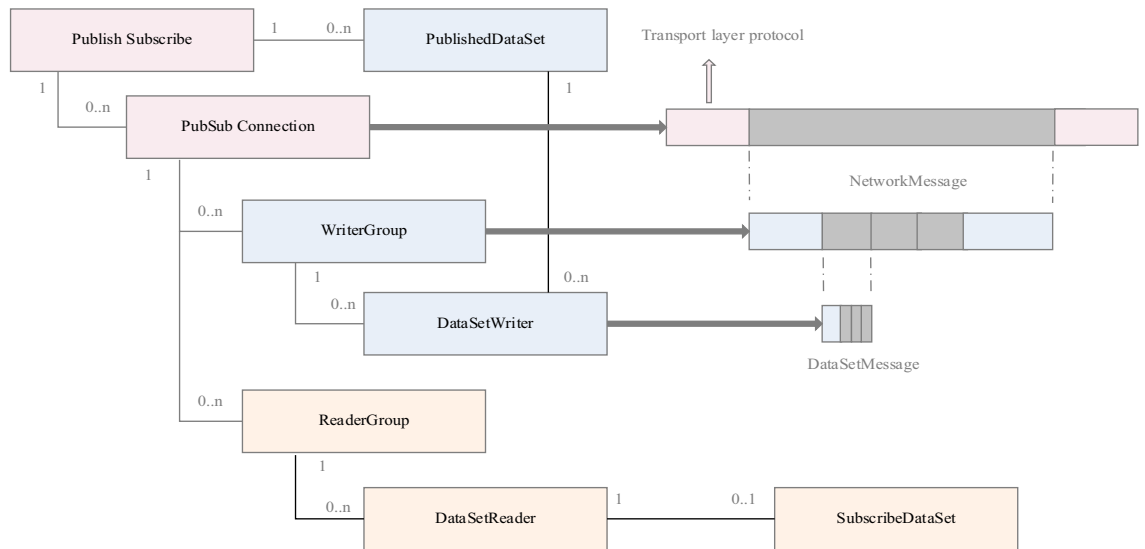 Publish Subscribe
1
0..n
PublishedDataSet
Transport layer protocol
1
0..n
1
PubSub Connection
1
NetworkMessage
0..n
WriterGroup
1
0..n
0..n
DataSetWriter
DataSetMessage
0..n
ReaderGroup
1
0..n
DataSetReader
1
0..1
SubscribeDataSet